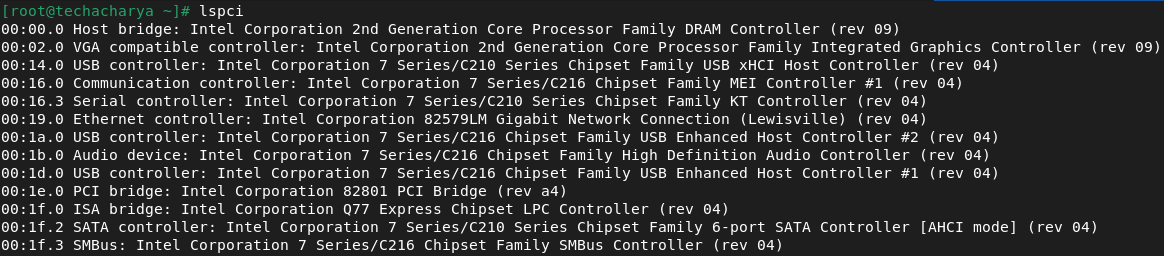 [root@techacharya ~]# lspci
00:00.0 Host bridge: Intel Corporation 2nd Generation Core Processor Family DRAM Controller (rev 09)
00:02.0 VGA compatible controller: Intel Corporation 2nd Generation Core Processor Family Integrated Graphics Controller (rev 09)
00:14.0 USB controller: Intel Corporation 7 Series/C210 Series Chipset Family USB xHCI Host Controller (rev 04)
00:16.0 Communication controller: Intel Corporation 7 Series/C216 Chipset Family MEI Controller #1 (rev 04)
00:16.3 Serial controller: Intel Corporation 7 Series/C210 Series Chipset Family KT Controller (rev 04)
00:19.0 Ethernet controller: Intel Corporation 82579LM Gigabit Network Connection (Lewisville) (rev 04)
00:1a.0 USB controller: Intel Corporation 7 Series/C216 Chipset Family USB Enhanced Host Controller #2 (rev 04)
00:1b.0 Audio device: Intel Corporation 7 Series/C216 Chipset Family High Definition Audio Controller (rev 04)
00:1d.0 USB controller: Intel Corporation 7 Series/C216 Chipset Family USB Enhanced Host Controller #1 (rev 04)
00:1e.0 PCI bridge: Intel Corporation 82801 PCI Bridge (rev a4)
00:1f.0 ISA bridge: Intel Corporation Q77 Express Chipset LPC Controller (rev 04)
00:1f.2 SATA controller: Intel Corporation 7 Series/C210 Series Chipset Family 6-port SATA Controller [AHCI mode] (rev 04)
00:1f.3 SMBus: Intel Corporation 7 Series/C216 Chipset Family SMBus Controller (rev 04)